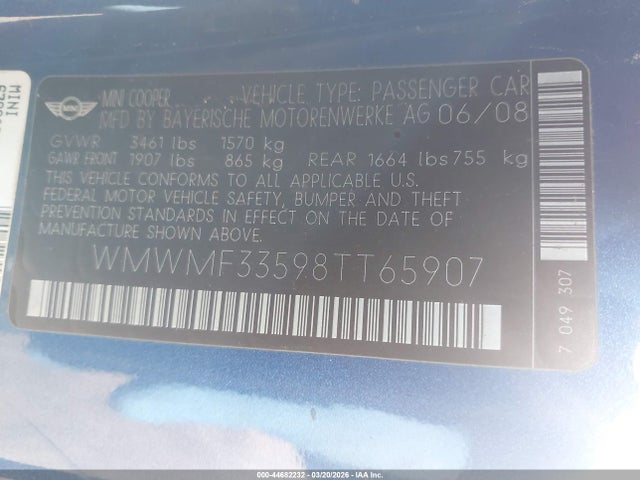 MINI
MINI COOPER VEHICLE TYPE: PASSENGER CAR
MFD BY BAYERISCHE MOTORENWERKE AG 06/08
GVWR 3461 lbs 1570 kg
GAWR FRONT 1907 lbs 865 kg REAR 1664 lbs 755 kg
THIS VEHICLE CONFORMS TO ALL APPLICABLE U.S.
FEDERAL MOTOR VEHICLE SAFETY, BUMPER AND THEFT
PREVENTION STANDARDS IN EFFECT ON THE DATE OF
MANUFACTURE SHOWN ABOVE.
WMWMF33598TT65907
7 049 307
MINI
000-44682232 - 03/20/2026 - IAA Inc.